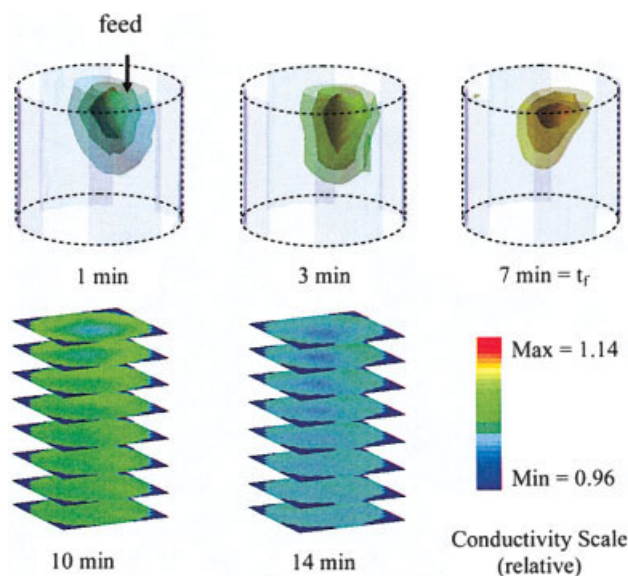 feed
1 min
3 min
7 min = t_f
10 min
14 min
Max = 1.14
Min = 0.96
Conductivity Scale
(relative)